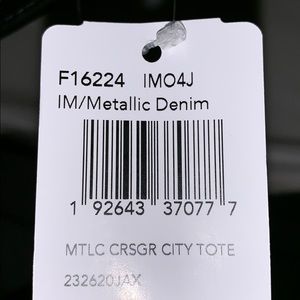 F16224 IMO4J
IM/Metallic Denim
1 92643 37077 7
MTLC CRSGR CITY TOTE
232620JAX